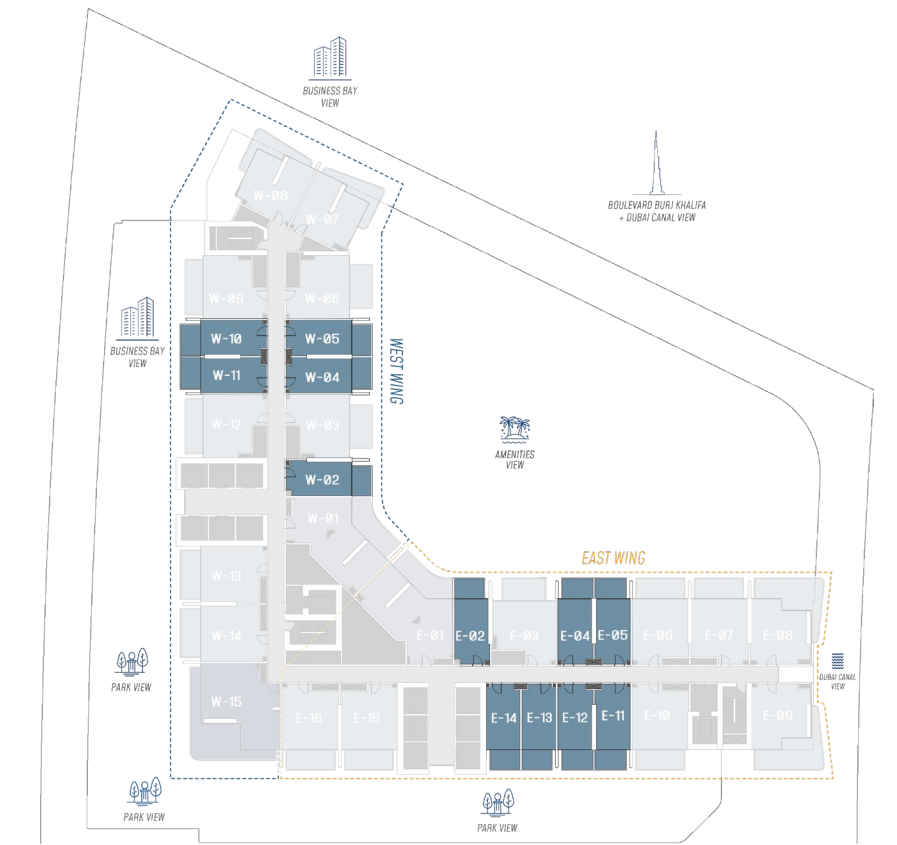 BUSINESS BAY
VIEW
BOULEVARD BURJ KHALIFA
+ DUBAI CANAL VIEW
W-08
W-07
W-09
W-06
W-10
W-05
BUSINESS BAY
VIEW
WEST WING
W-11
W-04
W-12
W-03
AMENITIES
VIEW
W-02
W-01
EAST WING
W-13
W-14
E-01
E-02
E-03
E-04
E-05
E-06
E-07
E-08
PARK VIEW
DUBAI CANAL
VIEW
W-15
E-16
E-15
E-14
E-13
E-12
E-11
E-10
E-09
PARK VIEW
PARK VIEW